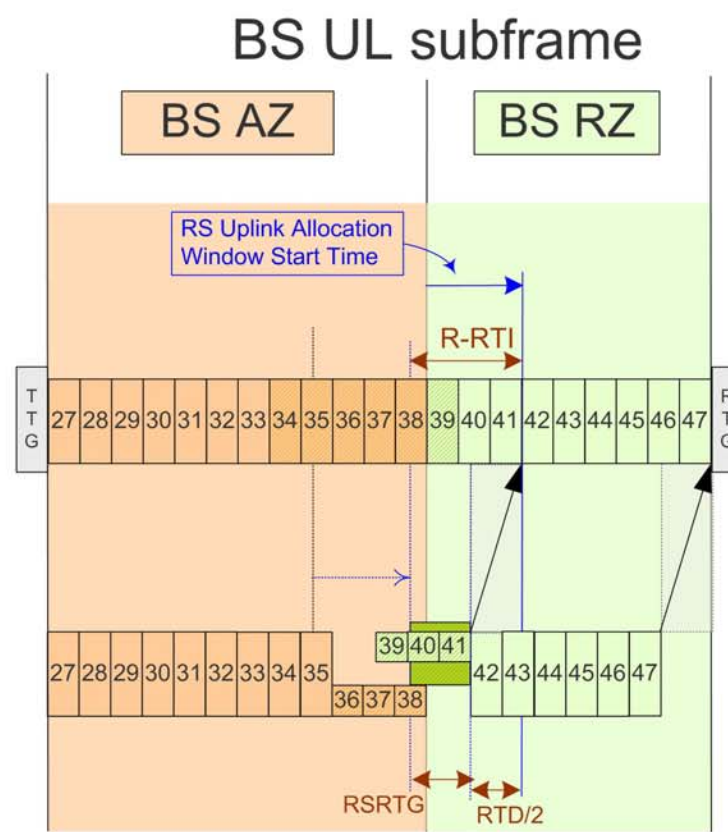 BS UL subframe
BS AZ
BS RZ
RS Uplink Allocation
Window Start Time
R-RTI
T
T
G
27 28 29 30 31 32 33 34 35 36 37 38 39 40 41 42 43 44 45 46 47
R
T
G
39 40 41
27 28 29 30 31 32 33 34 35
42 43 44 45 46 47
36 37 38
RSRTG
RTD/2